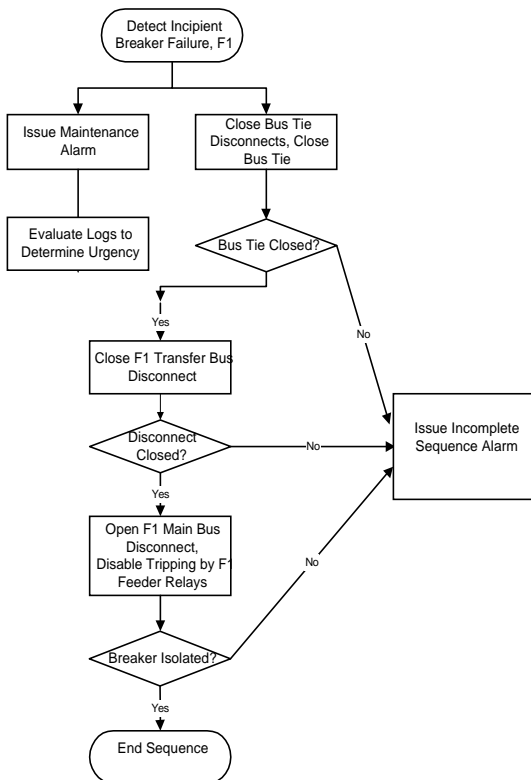 Detect Incipient
Breaker Failure, F1
Issue Maintenance
Alarm
Close Bus Tie
Disconnects, Close
Bus Tie
Evaluate Logs to
Determine Urgency
Bus Tie Closed?
Yes
No
Close F1 Transfer Bus
Disconnect
Issue Incomplete
Sequence Alarm
Disconnect
Closed?
No
Yes
Open F1 Main Bus
Disconnect,
Disable Tripping by F1
Feeder Relays
No
Breaker Isolated?
Yes
End Sequence